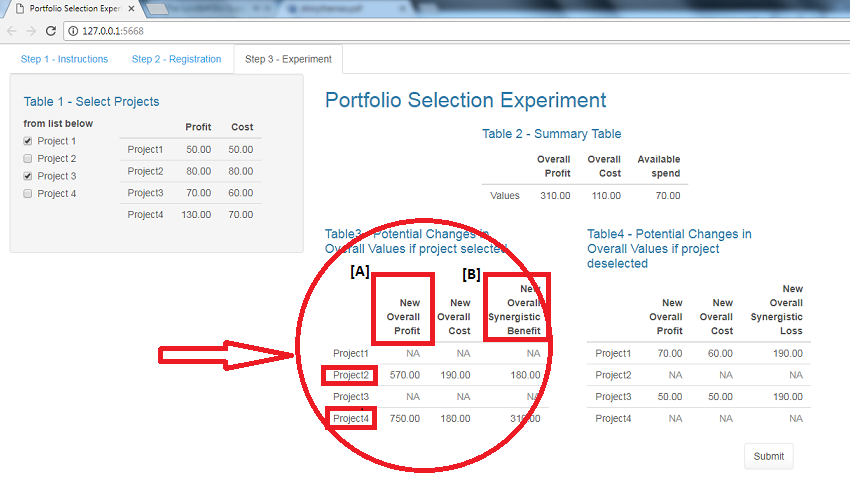 Portfolio Selection Exper
127.0.0.1:5668
Step 1 - Instructions Step 2 - Registration Step 3 - Experiment
Table 1 - Select Projects
from list below
Project 1
Project 2
Project 3
Project 4
Profit Cost
Project1 50.00 50.00
Project2 80.00 80.00
Project3 70.00 60.00
Project4 130.00 70.00
Portfolio Selection Experiment
Table 2 - Summary Table
Overall Overall Available
Profit Cost spend
Values 310.00 110.00 70.00
Table3 - Potential Changes in
Overall Values if project selected
[A] [B]
New
New New Overall
Overall Overall Synergistic
Profit Cost Benefit
Project1 NA NA NA
Project2 570.00 190.00 180.00
Project3 NA NA NA
Project4 750.00 180.00 310.00
Table4 - Potential Changes in
Overall Values if project
deselected
New
New New Overall
Overall Overall Synergistic
Profit Cost Loss
Project1 70.00 60.00 190.00
Project2 NA NA NA
Project3 50.00 50.00 190.00
Project4 NA NA NA
Submit